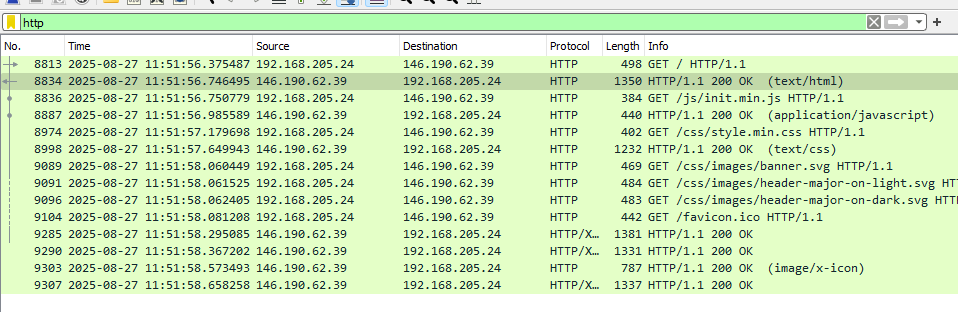 http
No. Time Source Destination Protocol Length Info
8813 2025-08-27 11:51:56.375487 192.168.205.24 146.190.62.39 HTTP 498 GET / HTTP/1.1
8834 2025-08-27 11:51:56.746495 146.190.62.39 192.168.205.24 HTTP 1350 HTTP/1.1 200 OK (text/html)
8836 2025-08-27 11:51:56.750779 192.168.205.24 146.190.62.39 HTTP 384 GET /js/init.min.js HTTP/1.1
8887 2025-08-27 11:51:56.985589 146.190.62.39 192.168.205.24 HTTP 440 HTTP/1.1 200 OK (application/javascript)
8974 2025-08-27 11:51:57.179698 192.168.205.24 146.190.62.39 HTTP 402 GET /css/style.min.css HTTP/1.1
8998 2025-08-27 11:51:57.649943 146.190.62.39 192.168.205.24 HTTP 1232 HTTP/1.1 200 OK (text/css)
9089 2025-08-27 11:51:58.060449 192.168.205.24 146.190.62.39 HTTP 469 GET /css/images/banner.svg HTTP/1.1
9091 2025-08-27 11:51:58.061525 192.168.205.24 146.190.62.39 HTTP 484 GET /css/images/header-major-on-light.svg HT
9096 2025-08-27 11:51:58.062405 192.168.205.24 146.190.62.39 HTTP 483 GET /css/images/header-major-on-dark.svg HTT
9104 2025-08-27 11:51:58.081208 192.168.205.24 146.190.62.39 HTTP 442 GET /favicon.ico HTTP/1.1
9285 2025-08-27 11:51:58.295085 146.190.62.39 192.168.205.24 HTTP/X… 1381 HTTP/1.1 200 OK
9290 2025-08-27 11:51:58.367202 146.190.62.39 192.168.205.24 HTTP/X… 1331 HTTP/1.1 200 OK
9303 2025-08-27 11:51:58.573493 146.190.62.39 192.168.205.24 HTTP 787 HTTP/1.1 200 OK (image/x-icon)
9307 2025-08-27 11:51:58.658258 146.190.62.39 192.168.205.24 HTTP/X… 1337 HTTP/1.1 200 OK